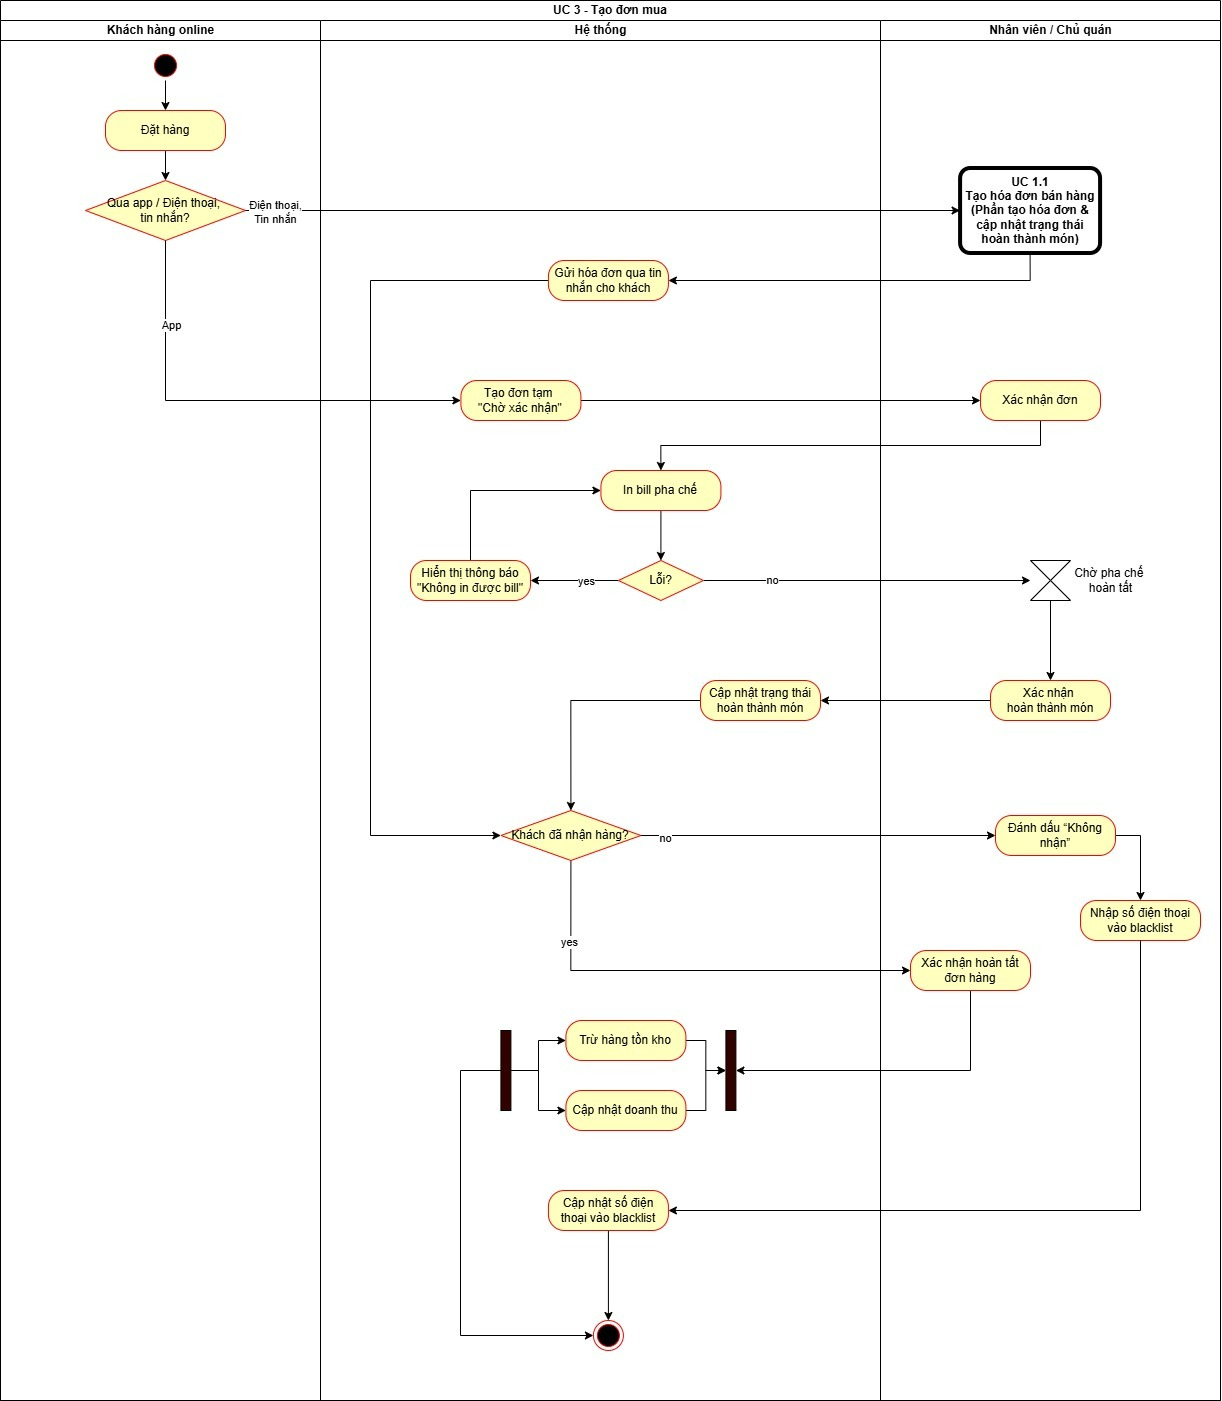 UC 3 - Tạo đơn mua
Khách hàng online
Hệ thống
Nhân viên / Chủ quán
Đặt hàng
Qua app / Điện thoại,
tin nhắn?
Điện thoại,
Tin nhắn
UC 1.1
Tạo hóa đơn bán hàng
(Phần tạo hóa đơn &
cập nhật trạng thái
hoàn thành món)
Gửi hóa đơn qua tin
nhắn cho khách
App
Tạo đơn tạm
"Chờ xác nhận"
Xác nhận đơn
In bill pha chế
Hiển thị thông báo
"Không in được bill"
yes
Lỗi?
no
Chờ pha chế
hoàn tất
Cập nhật trạng thái
hoàn thành món
Xác nhận
hoàn thành món
Khách đã nhận hàng?
no
Đánh dấu “Không
nhận”
Nhập số điện thoại
vào blacklist
yes
Xác nhận hoàn tất
đơn hàng
Trừ hàng tồn kho
Cập nhật doanh thu
Cập nhật số điện
thoại vào blacklist